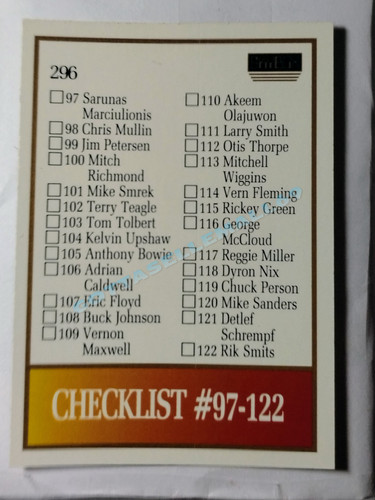 296
97 Sarunas
Marciulionis
98 Chris Mullin
99 Jim Petersen
100 Mitch
Richmond
101 Mike Smrek
102 Terry Teagle
103 Tom Tolbert
104 Kelvin Upshaw
105 Anthony Bowie
106 Adrian
Caldwell
107 Eric Floyd
108 Buck Johnson
109 Vernon
Maxwell
110 Akeem
Olajuwon
111 Larry Smith
112 Otis Thorpe
113 Mitchell
Wiggins
114 Vern Fleming
115 Rickey Green
116 George
McCloud
117 Reggie Miller
118 Dyron Nix
119 Chuck Person
120 Mike Sanders
121 Detlef
Schrempf
122 Rik Smits
CHECKLIST #97-122